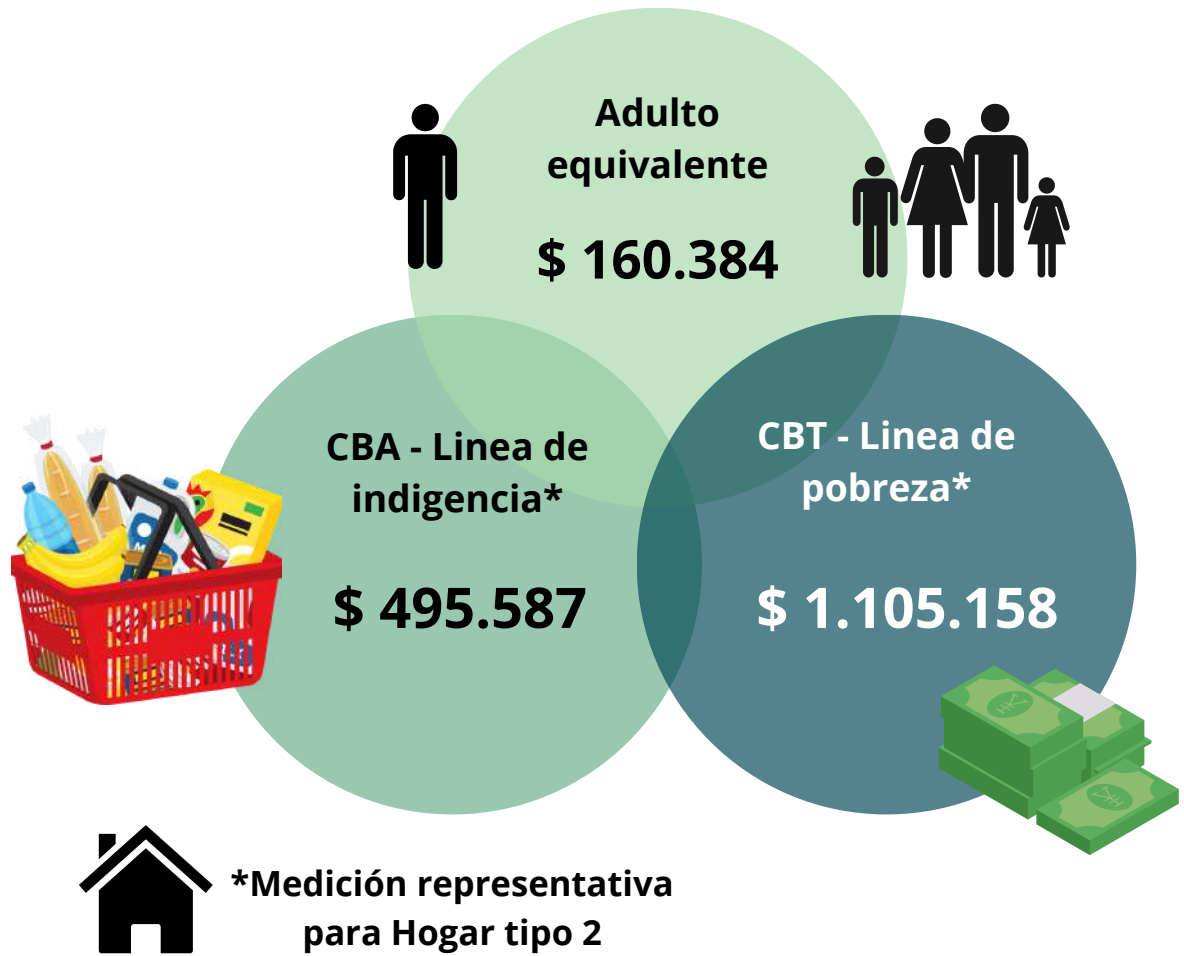 Adulto
equivalente
$ 160.384
CBA - Linea de
indigencia*
$ 495.587
CBT - Linea de
pobreza*
$ 1.105.158
*Medición representativa
para Hogar tipo 2